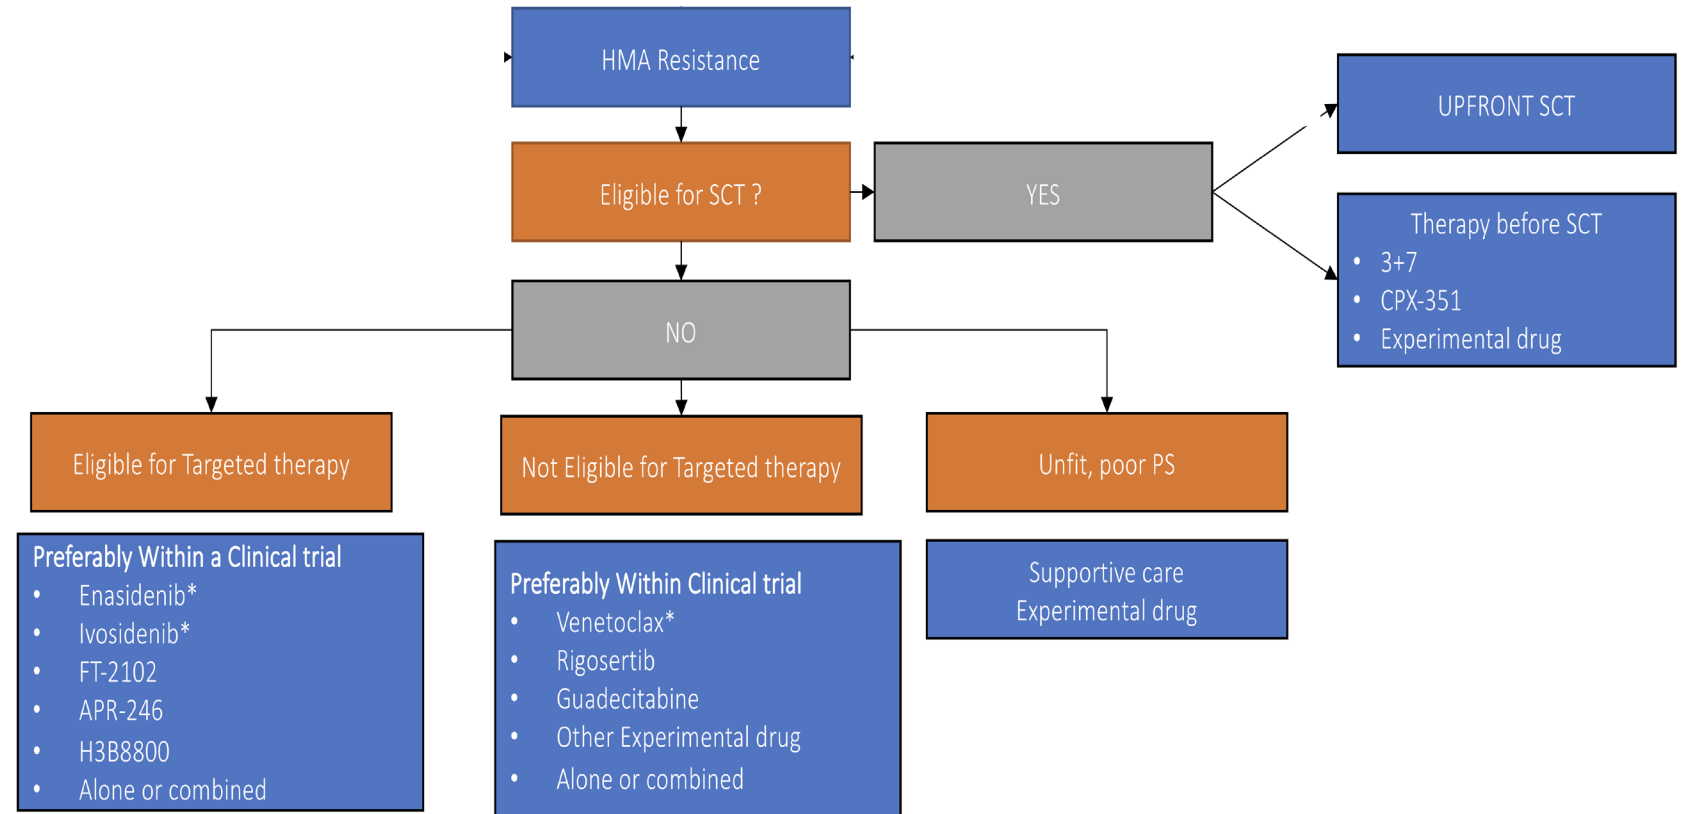 HMA Resistance
UPFRONT SCT
Eligible for SCT ?
YES
Therapy before SCT
• 3+7
• CPX-351
• Experimental drug
NO
Eligible for Targeted therapy
Not Eligible for Targeted therapy
Unfit, poor PS
Preferably Within a Clinical trial
• Enasidenib*
• Ivosidenib*
• FT-2102
• APR-246
• H3B8800
• Alone or combined
Preferably Within Clinical trial
• Venetoclax*
• Rigosertib
• Guadecitabine
• Other Experimental drug
• Alone or combined
Supportive care
Experimental drug